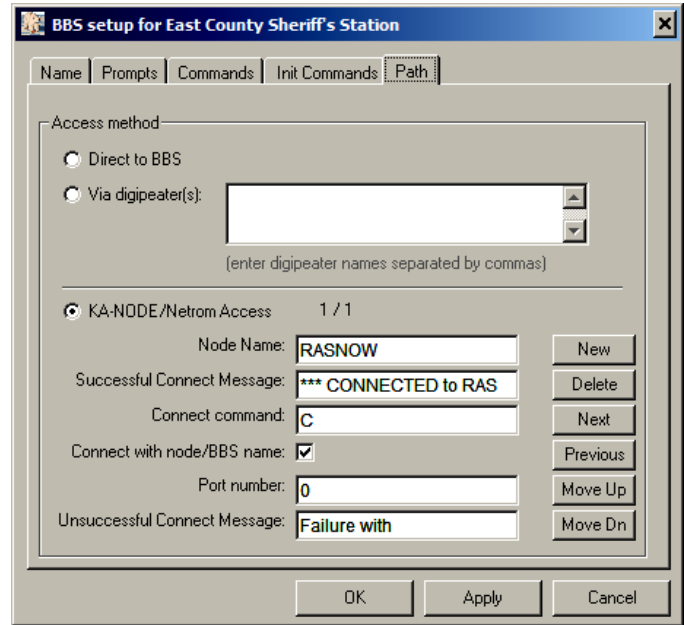 BBS setup for East County Sheriff's Station
Name Prompts Commands Init Commands Path
Access method
Direct to BBS
Via digipeater(s):
(enter digipeater names separated by commas)
KA-NODE/Netrom Access 1 / 1
Node Name: RASNOW New
Successful Connect Message: *** CONNECTED to RAS Delete
Connect command: C Next
Connect with node/BBS name: Previous
Port number: 0 Move Up
Unsuccessful Connect Message: Failure with Move Dn
OK Apply Cancel